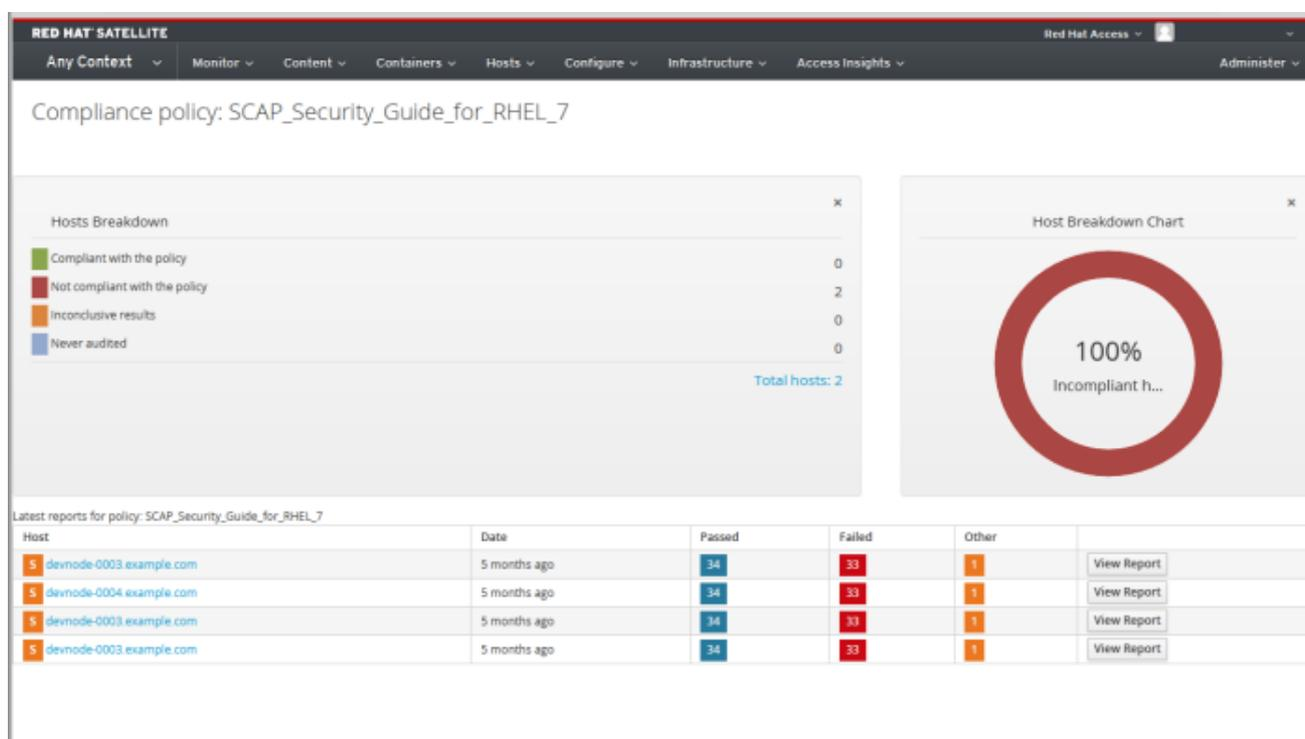 RED HAT SATELLITE Red Hat Access
Any Context Monitor Content Containers Hosts Configure Infrastructure Access Insights Administer
Compliance policy: SCAP_Security_Guide_for_RHEL_7
Hosts Breakdown
Compliant with the policy 0
Not compliant with the policy 2
Inconclusive results 0
Never audited 0
Total hosts: 2
Host Breakdown Chart
100%
Incompliant h...
Latest reports for policy: SCAP_Security_Guide_for_RHEL_7
Host Date Passed Failed Other
S devnode-0003.example.com 5 months ago 34 33 1 View Report
S devnode-0004.example.com 5 months ago 34 33 1 View Report
S devnode-0003.example.com 5 months ago 34 33 1 View Report
S devnode-0003.example.com 5 months ago 34 33 1 View Report